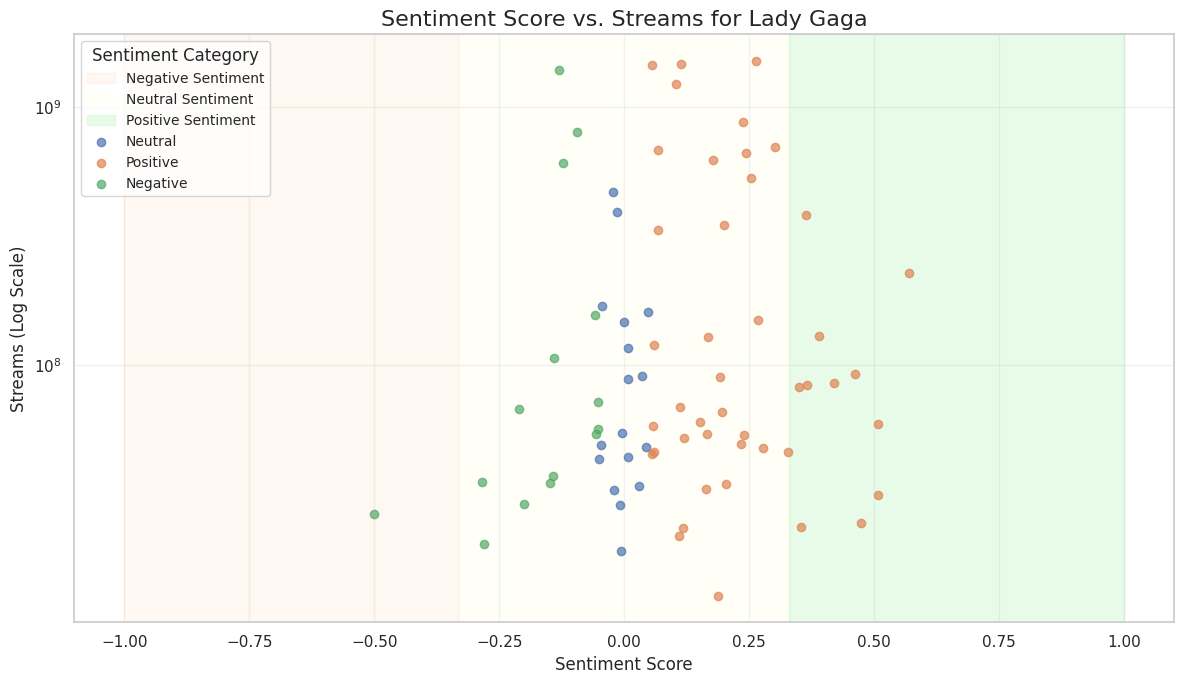 Sentiment Score vs. Streams for Lady Gaga
Sentiment Category
Negative Sentiment
Neutral Sentiment
Positive Sentiment
Neutral
Positive
Negative
Streams (Log Scale)
10⁹
10⁸
−1.00 −0.75 −0.50 −0.25 0.00 0.25 0.50 0.75 1.00
Sentiment Score